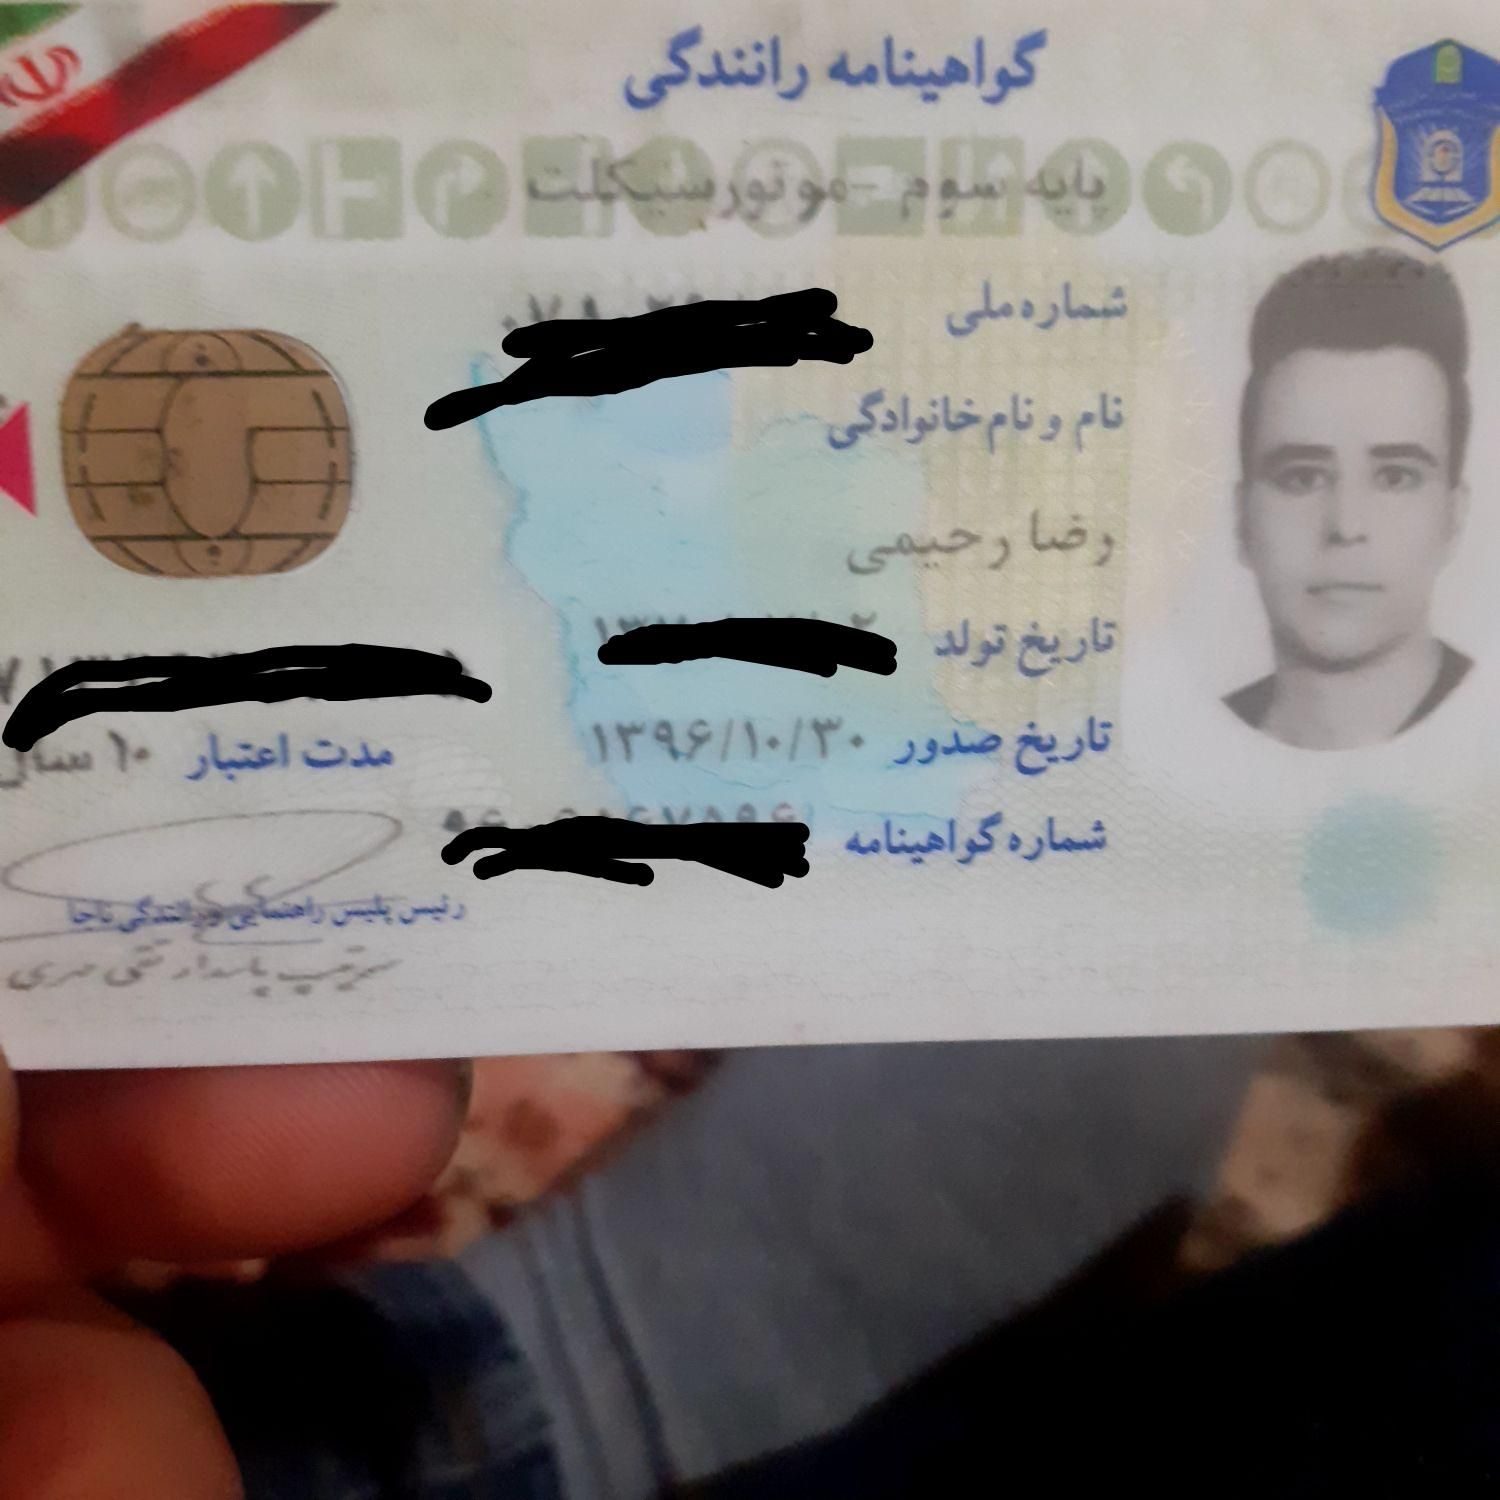 گواهینامه رانندگی
پایه سوم - موتورسیکلت
شماره ملی
نام و نام خانوادگی
رضا رحیمی
تاریخ تولد
تاریخ صدور ۱۳۹۶/۱۰/۳۰
مدت اعتبار ۱۰ سال
شماره گواهینامه
رئیس پلیس راهنمایی و رانندگی ناجا
سرتیپ پاسدار تقی مهری